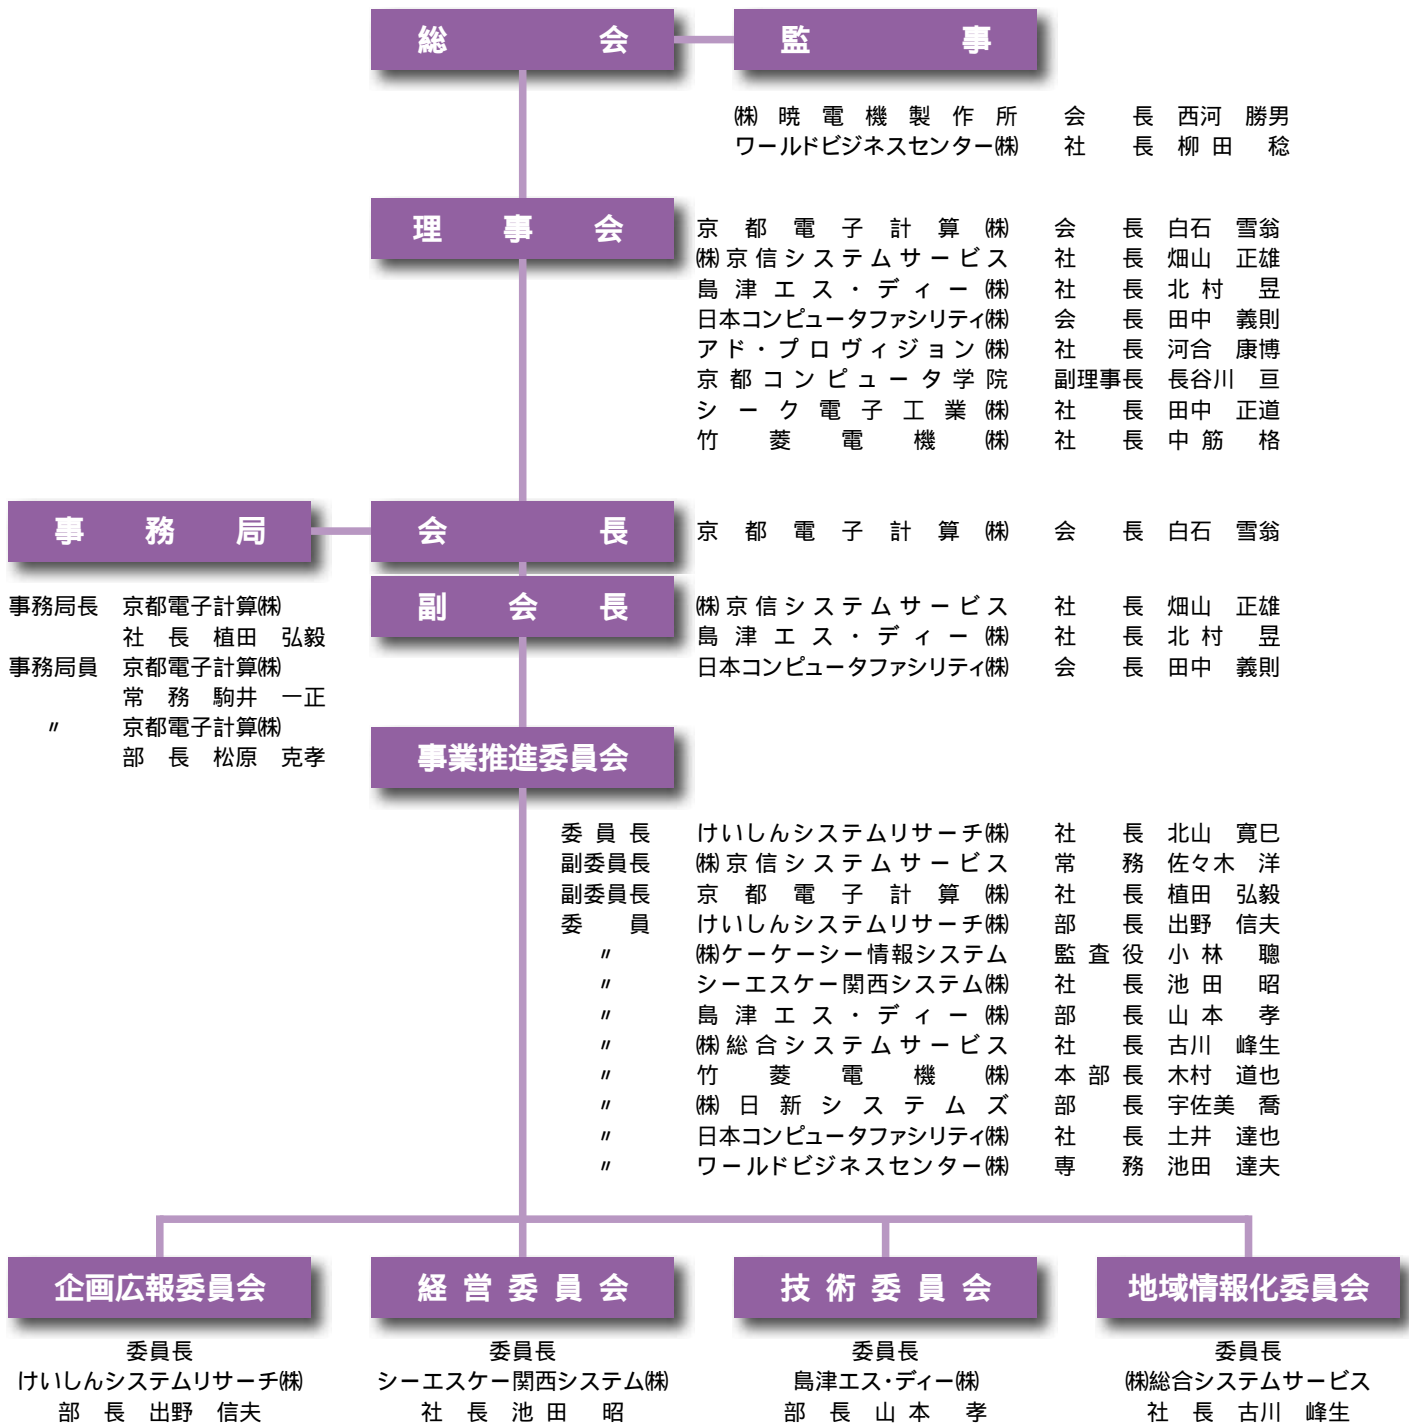 総会 監事
㈱暁電機製作所 会長 西河 勝男
ワールドビジネスセンター㈱ 社長 柳田 稔
理事会
京都電子計算㈱ 会長 白石 雪翁
㈱京信システムサービス 社長 畑山 正雄
島津エス・ディー㈱ 社長 北村 昱
日本コンピュータファシリティ㈱ 会長 田中 義則
アド・プロヴィジョン㈱ 社長 河合 康博
京都コンピュータ学院 副理事長 長谷川 亘
シーク電子工業㈱ 社長 田中 正道
竹菱電機㈱ 社長 中筋 格
事務局 会長 京都電子計算㈱ 会長 白石 雪翁
副会長
㈱京信システムサービス 社長 畑山 正雄
島津エス・ディー㈱ 社長 北村 昱
日本コンピュータファシリティ㈱ 会長 田中 義則
事務局長 京都電子計算㈱
社長 植田 弘毅
事務局員 京都電子計算㈱
常務 駒井 一正
〃 京都電子計算㈱
部長 松原 克孝
事業推進委員会
委員長 けいしんシステムリサーチ㈱ 社長 北山 寛巳
副委員長 ㈱京信システムサービス 常務 佐々木 洋
副委員長 京都電子計算㈱ 社長 植田 弘毅
委員 けいしんシステムリサーチ㈱ 部長 出野 信夫
〃 ㈱ケーケーシー情報システム 監査役 小林 聰
〃 シーエスケー関西システム㈱ 社長 池田 昭
〃 島津エス・ディー㈱ 部長 山本 孝
〃 ㈱総合システムサービス 社長 古川 峰生
〃 竹菱電機㈱ 本部長 木村 道也
〃 ㈱日新システムズ 部長 宇佐美 喬
〃 日本コンピュータファシリティ㈱ 社長 土井 達也
〃 ワールドビジネスセンター㈱ 専務 池田 達夫
企画広報委員会
委員長
けいしんシステムリサーチ㈱
部長 出野 信夫
経営委員会
委員長
シーエスケー関西システム㈱
社長 池田 昭
技術委員会
委員長
島津エス・ディー㈱
部長 山本 孝
地域情報化委員会
委員長
㈱総合システムサービス
社長 古川 峰生